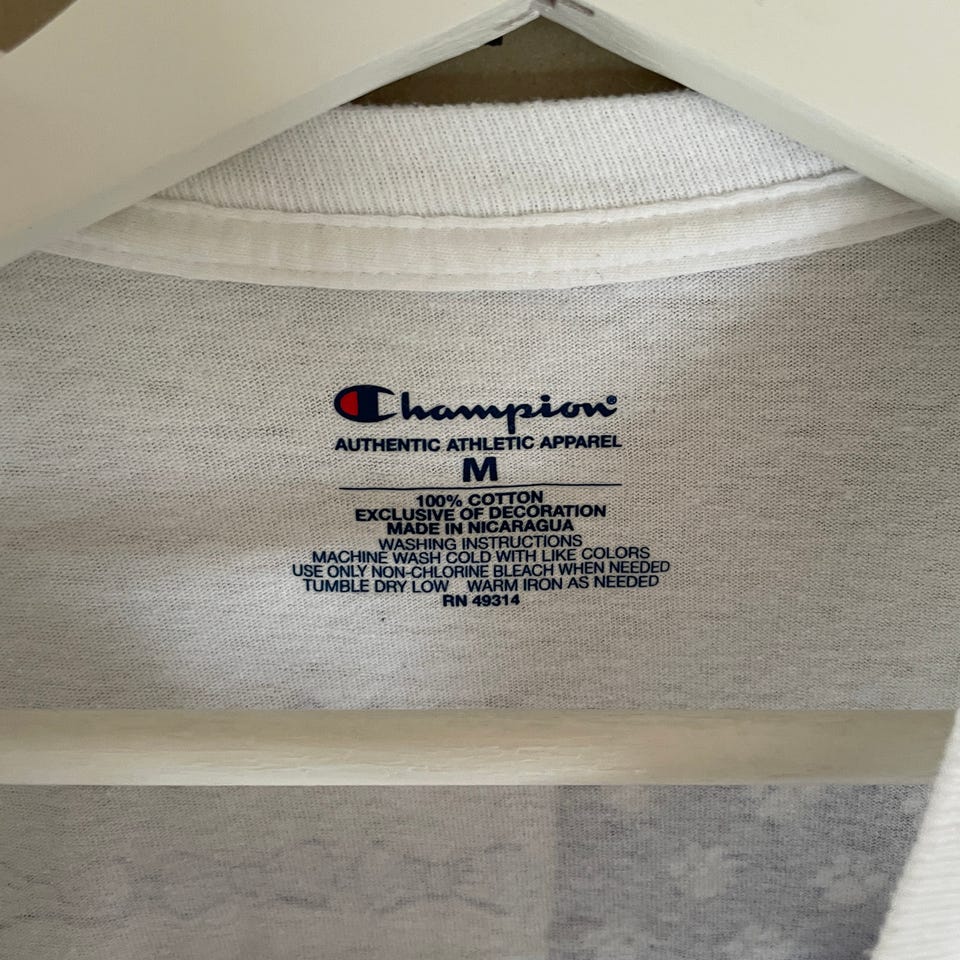 Champion®
AUTHENTIC ATHLETIC APPAREL
M
100% COTTON
EXCLUSIVE OF DECORATION
MADE IN NICARAGUA
WASHING INSTRUCTIONS
MACHINE WASH COLD WITH LIKE COLORS
USE ONLY NON-CHLORINE BLEACH WHEN NEEDED
TUMBLE DRY LOW WARM IRON AS NEEDED
RN 49314